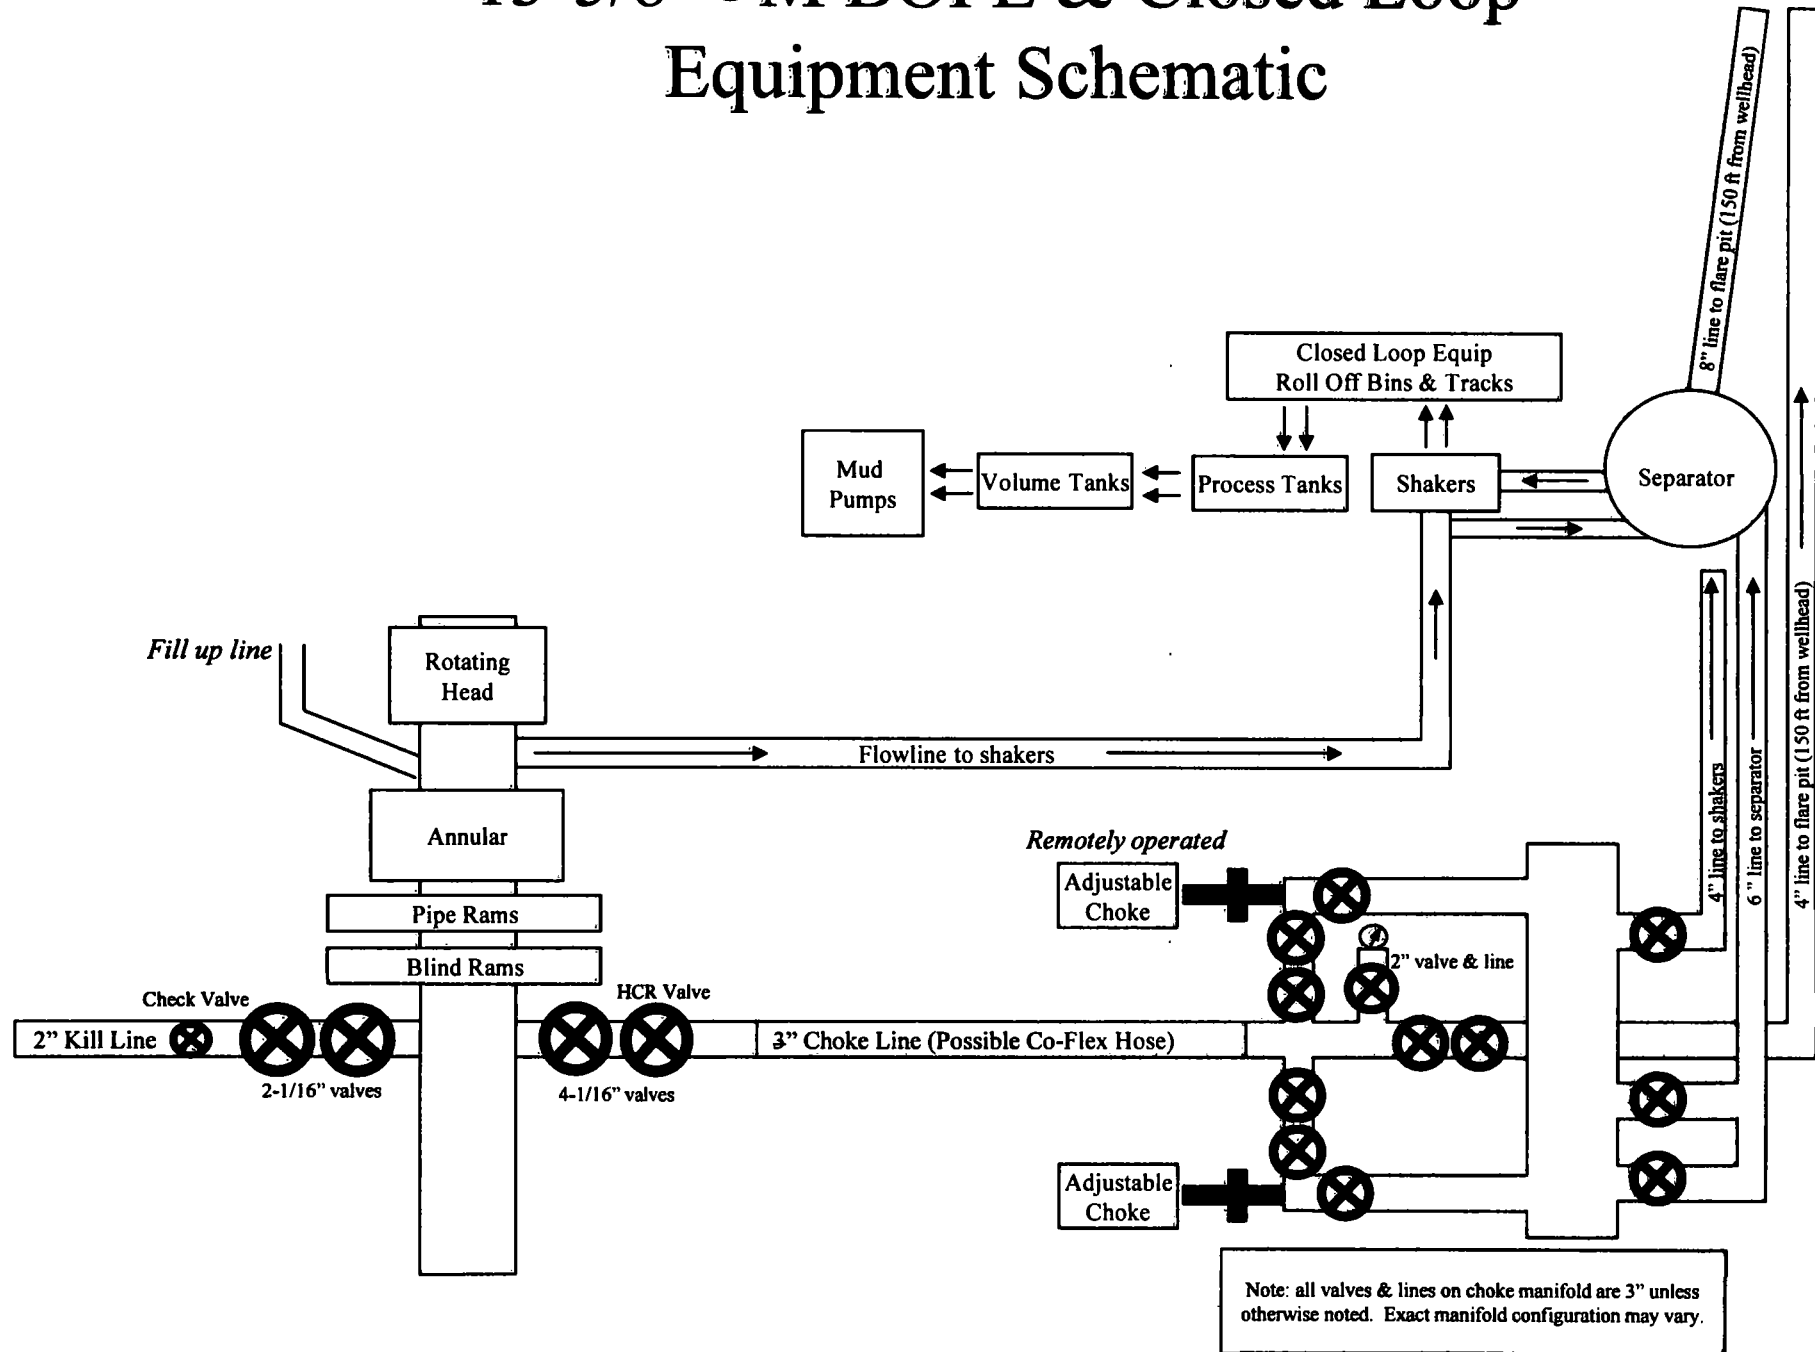 & Closed Loop
Equipment Schematic
8” line to flare pit (150 ft from wellhead)
Closed Loop Equip
Roll Off Bins & Tracks
Mud
Pumps
Volume Tanks
Process Tanks
Shakers
Separator
Fill up line
Rotating
Head
Flowline to shakers
Annular
Pipe Rams
Blind Rams
Remotely operated
Adjustable
Choke
2” valve & line
4” line to shakers
6” line to separator
4” line to flare pit (150 ft from wellhead)
Check Valve
HCR Valve
2” Kill Line
3” Choke Line (Possible Co-Flex Hose)
2-1/16” valves
4-1/16” valves
Adjustable
Choke
Note: all valves & lines on choke manifold are 3” unless
otherwise noted. Exact manifold configuration may vary.